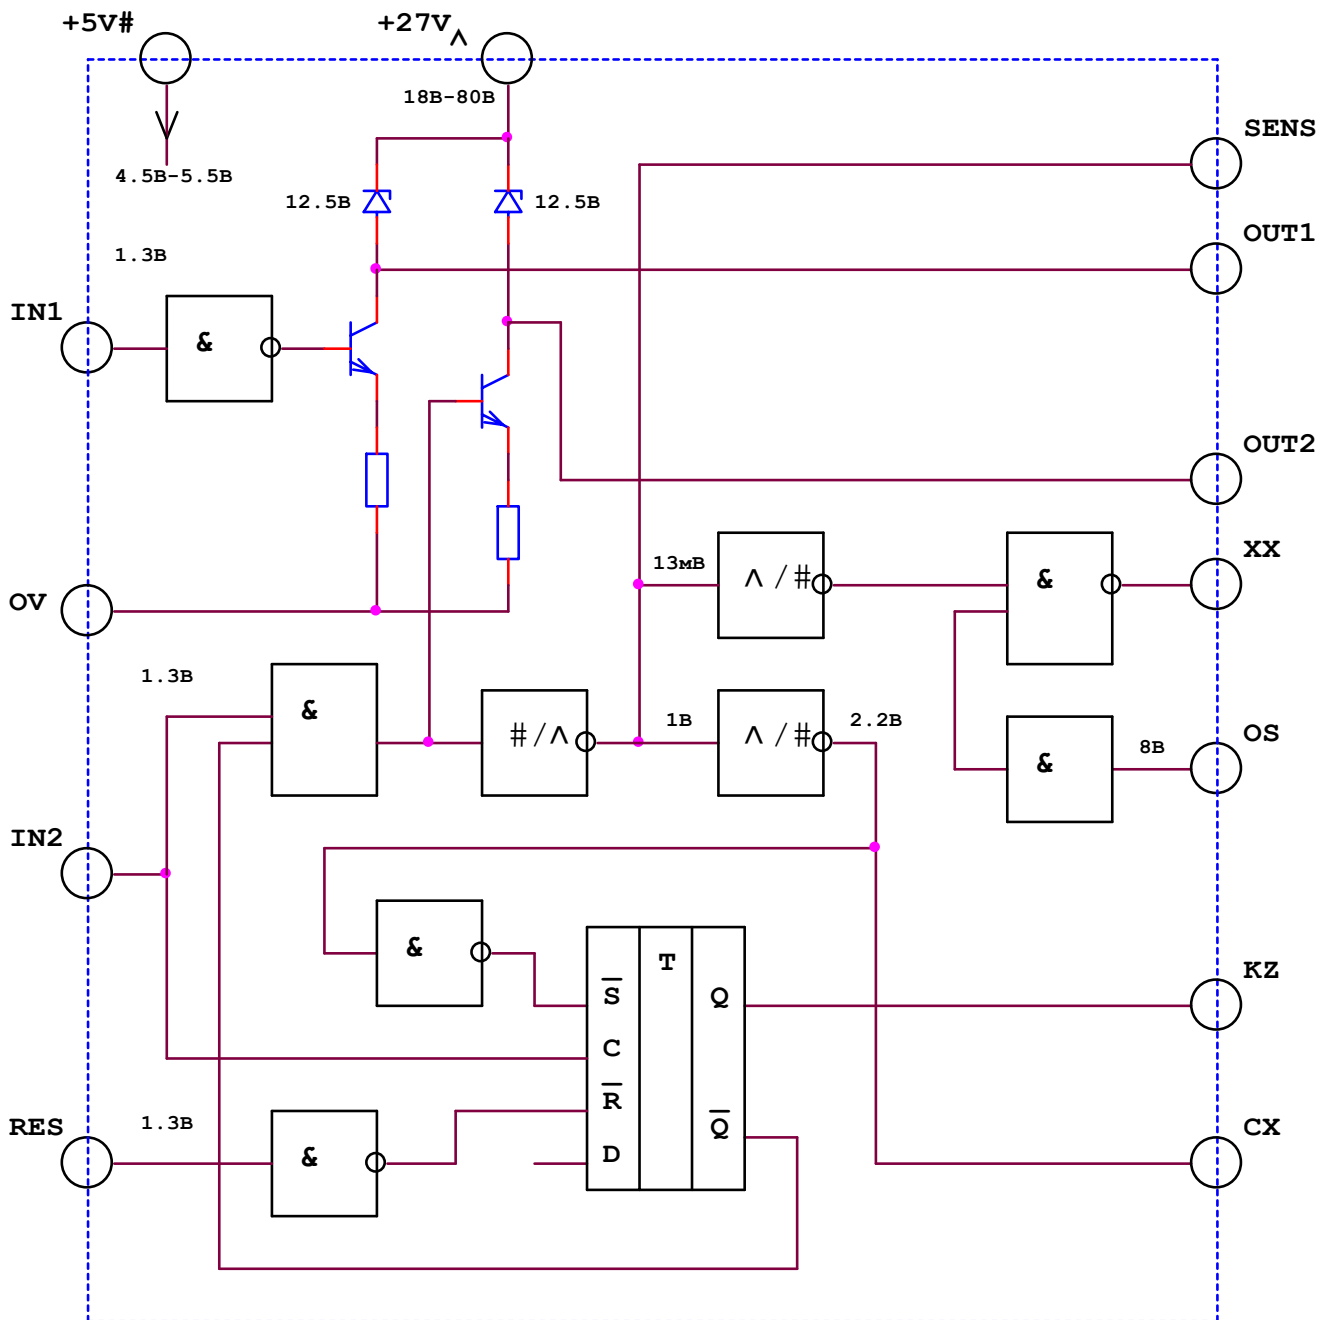 +5V#
+27V^
18В-80В
SENS
4.5В-5.5В
12.5В
12.5В
OUT1
1.3В
IN1
&
OUT2
13мВ
^/#
&
XX
OV
1.3В
&
#/^
1В
^/#
2.2В
&
8В
OS
IN2
&
T
S
Q
KZ
C
R
1.3В
RES
&
Q
D
CX